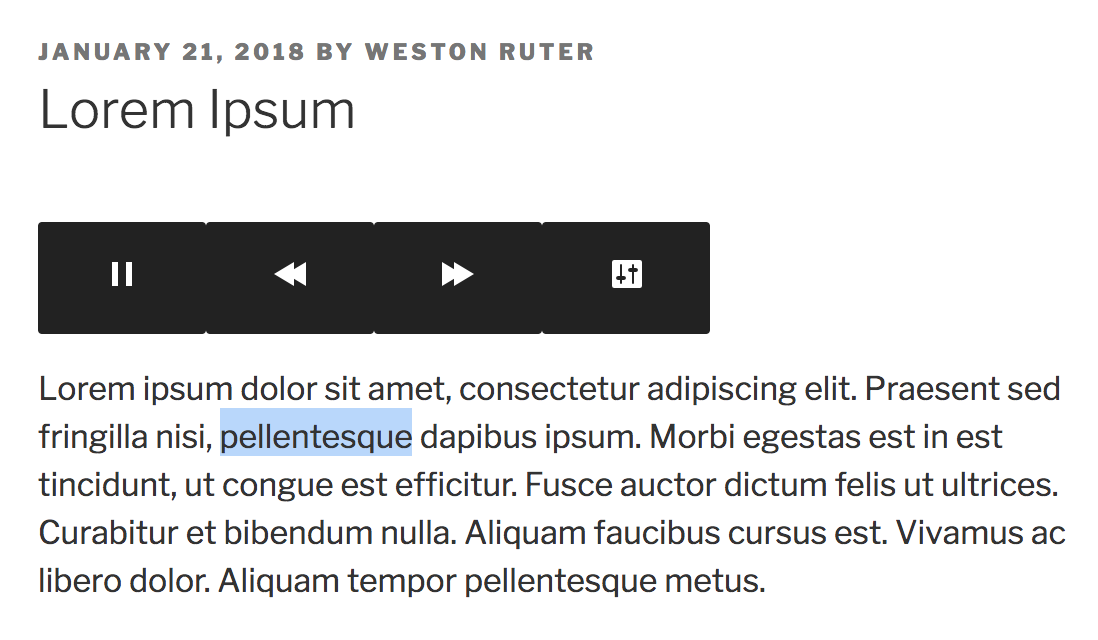 JANUARY 21, 2018 BY WESTON RUTER
Lorem Ipsum
Lorem ipsum dolor sit amet, consectetur adipiscing elit. Praesent sed
fringilla nisi, pellentesque dapibus ipsum. Morbi egestas est in est
tincidunt, ut congue est efficitur. Fusce auctor dictum felis ut ultrices.
Curabitur et bibendum nulla. Aliquam faucibus cursus est. Vivamus ac
libero dolor. Aliquam tempor pellentesque metus.